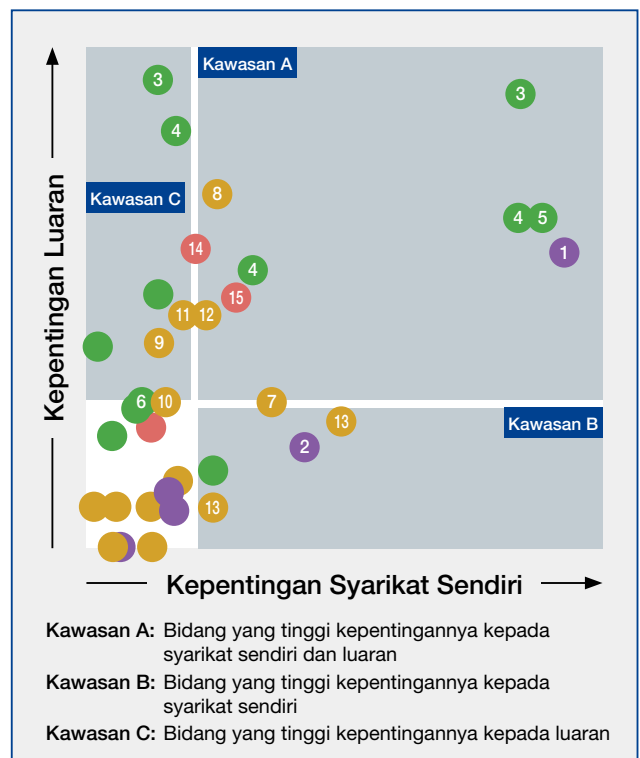 Kawasan A
3
3
4
Kawasan C
8
4
5
14
1
4
15
11
12
9
6
10
7
13
Kawasan B
2
13
Kepentingan Luaran
Kepentingan Syarikat Sendiri
Kawasan A: Bidang yang tinggi kepentingannya kepada
syarikat sendiri dan luaran
Kawasan B: Bidang yang tinggi kepentingannya kepada
syarikat sendiri
Kawasan C: Bidang yang tinggi kepentingannya kepada luaran